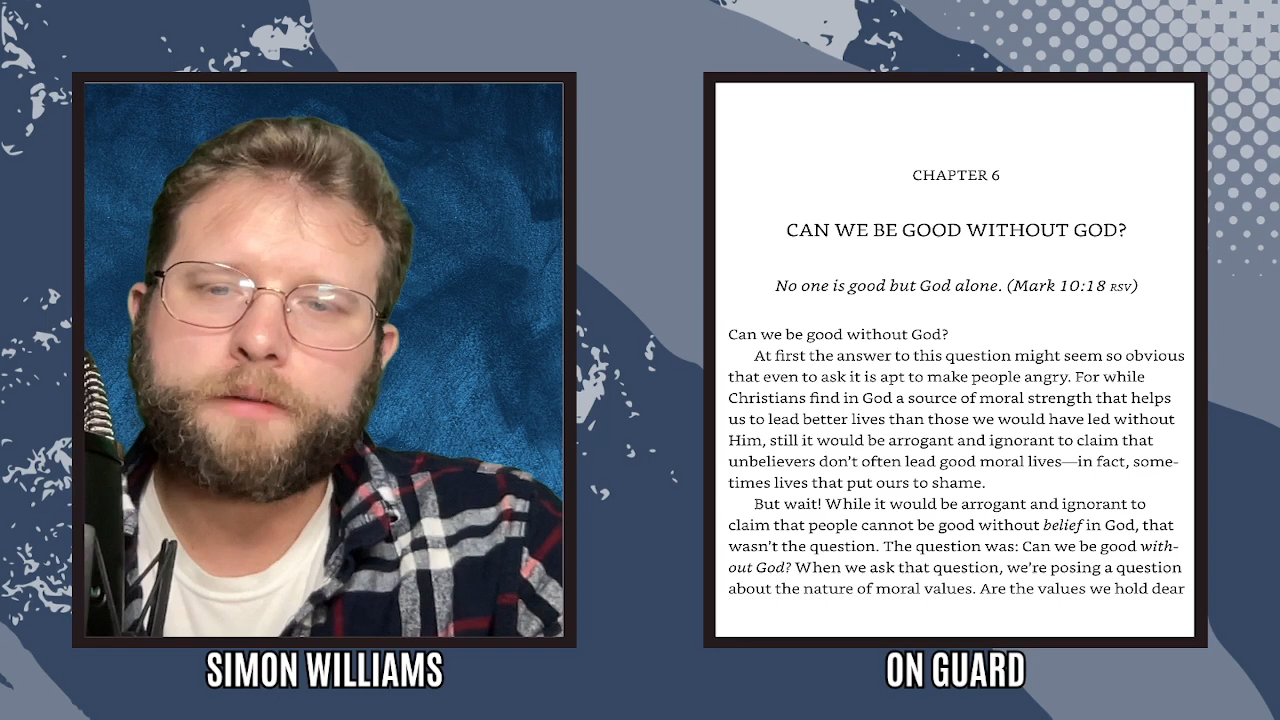 CHAPTER 6
CAN WE BE GOOD WITHOUT GOD?
No one is good but God alone. (Mark 10:18 RSV)
Can we be good without God?
At first the answer to this question might seem so obvious
that even to ask it is apt to make people angry. For while
Christians find in God a source of moral strength that helps
us to lead better lives than those we would have led without
Him, still it would be arrogant and ignorant to claim that
unbelievers don't often lead good moral lives—in fact, some-
times lives that put ours to shame.
But wait! While it would be arrogant and ignorant to
claim that people cannot be good without belief in God, that
wasn't the question. The question was: Can we be good with-
out God? When we ask that question, we're posing a question
about the nature of moral values. Are the values we hold dear
SIMON WILLIAMS
ON GUARD